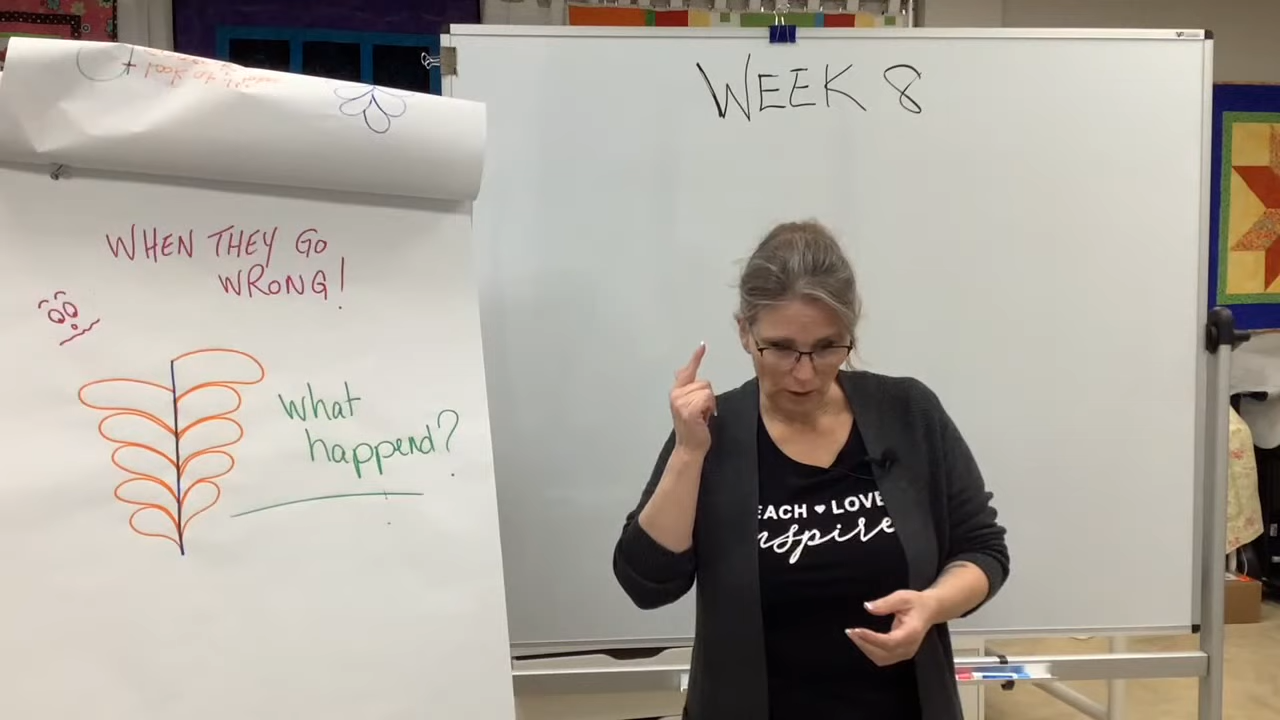 WEEK 8
WHEN THEY GO
WRONG!
What
happend?
EACH ♥ LOVE
nspire